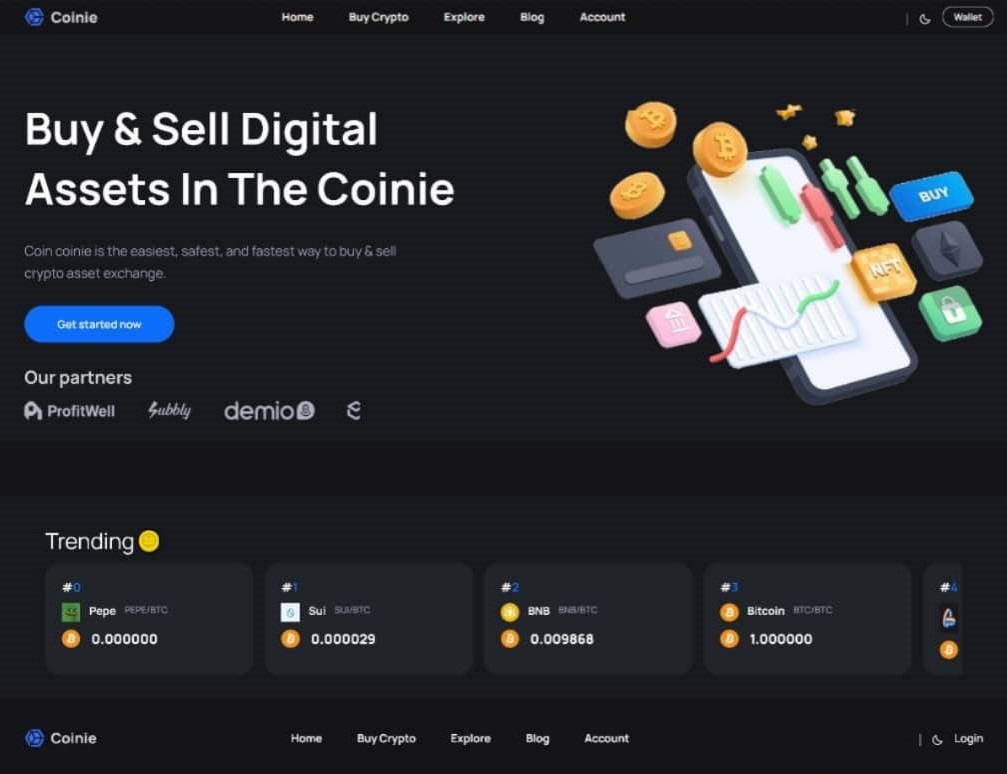 Coinie
Home Buy Crypto Explore Blog Account
Wallet
Buy & Sell Digital
Assets In The Coinie
Coin coinie is the easiest, safest, and fastest way to buy & sell
crypto asset exchange.
Get started now
BUY
NFT
Our partners
ProfitWell Subbly demio
Trending
#0
Pepe PEPE/BTC
0.000000
#1
Sui SUI/BTC
0.000029
#2
BNB BNB/BTC
0.009868
#3
Bitcoin BTC/BTC
1.000000
#4
Coinie
Home Buy Crypto Explore Blog Account
| Login